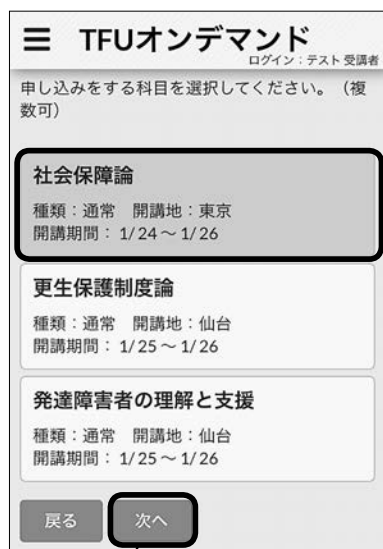 TFUオンデマンド
ログイン：テスト 受講者
申し込みをする科目を選択してください。（複
数可）
社会保障論
種類：通常　開講地：東京
開講期間： 1/24～1/26
更生保護制度論
種類：通常　開講地：仙台
開講期間： 1/25～1/26
発達障害者の理解と支援
種類：通常　開講地：仙台
開講期間： 1/25～1/26
戻る　次へ